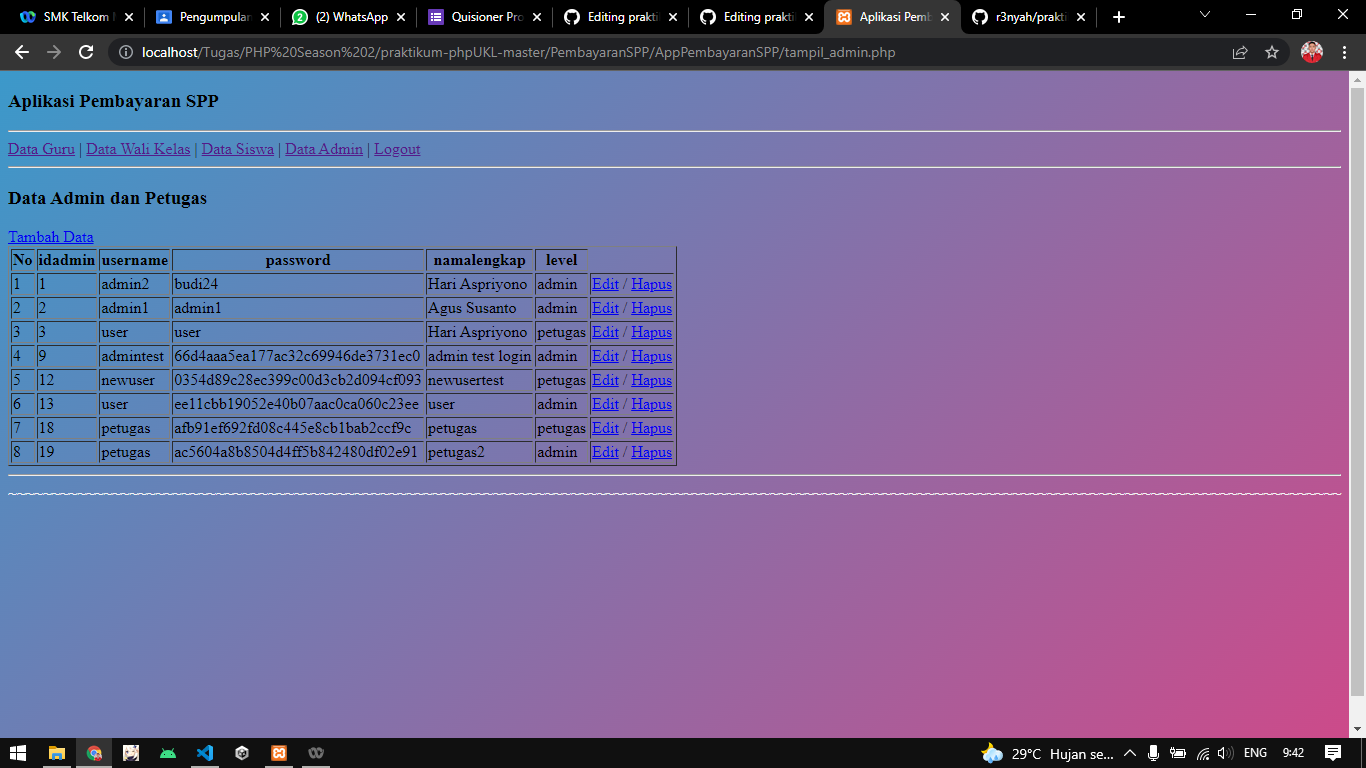 SMK Telkom
Pengumpulan
(2) WhatsApp
Quisioner Pro
Editing prakti
Editing prakti
Aplikasi Pemb
r3nyah/prakti
localhost/Tugas/PHP%20Season%202/praktikum-phpUKL-master/PembayaranSPP/AppPembayaranSPP/tampil_admin.php
Aplikasi Pembayaran SPP
Data Guru | Data Wali Kelas | Data Siswa | Data Admin | Logout
Data Admin dan Petugas
Tambah Data
No idadmin username password namalengkap level
1 1 admin2 budi24 Hari Aspriyono admin Edit / Hapus
2 2 admin1 admin1 Agus Susanto admin Edit / Hapus
3 3 user user Hari Aspriyono petugas Edit / Hapus
4 9 admintest 66d4aaa5ea177ac32c69946de3731ec0 admin test login admin Edit / Hapus
5 12 newuser 0354d89c28ec399c00d3cb2d094cf093 newusertest petugas Edit / Hapus
6 13 user ee11cbb19052e40b07aac0ca060c23ee user admin Edit / Hapus
7 18 petugas afb91ef692fd08c445e8cb1bab2ccf9c petugas petugas Edit / Hapus
8 19 petugas ac5604a8b8504d4ff5b842480df02e91 petugas2 admin Edit / Hapus
29°C Hujan se... ENG 9:42